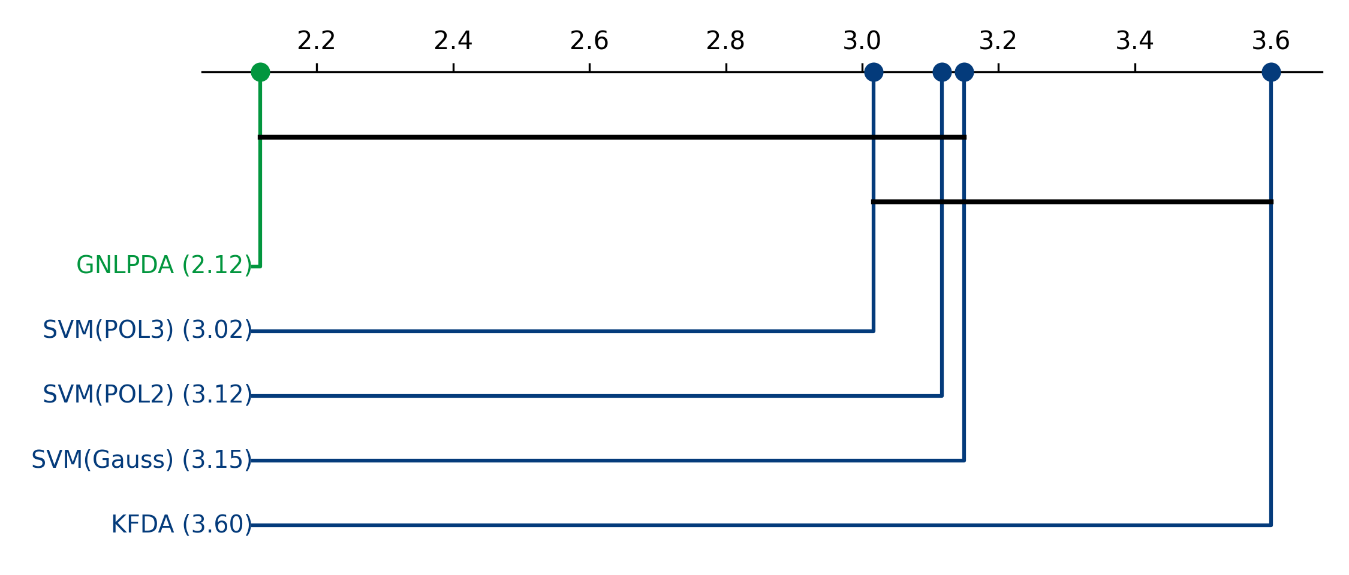 2.2 2.4 2.6 2.8 3.0 3.2 3.4 3.6
GNLPDA (2.12)
SVM(POL3) (3.02)
SVM(POL2) (3.12)
SVM(Gauss) (3.15)
KFDA (3.60)